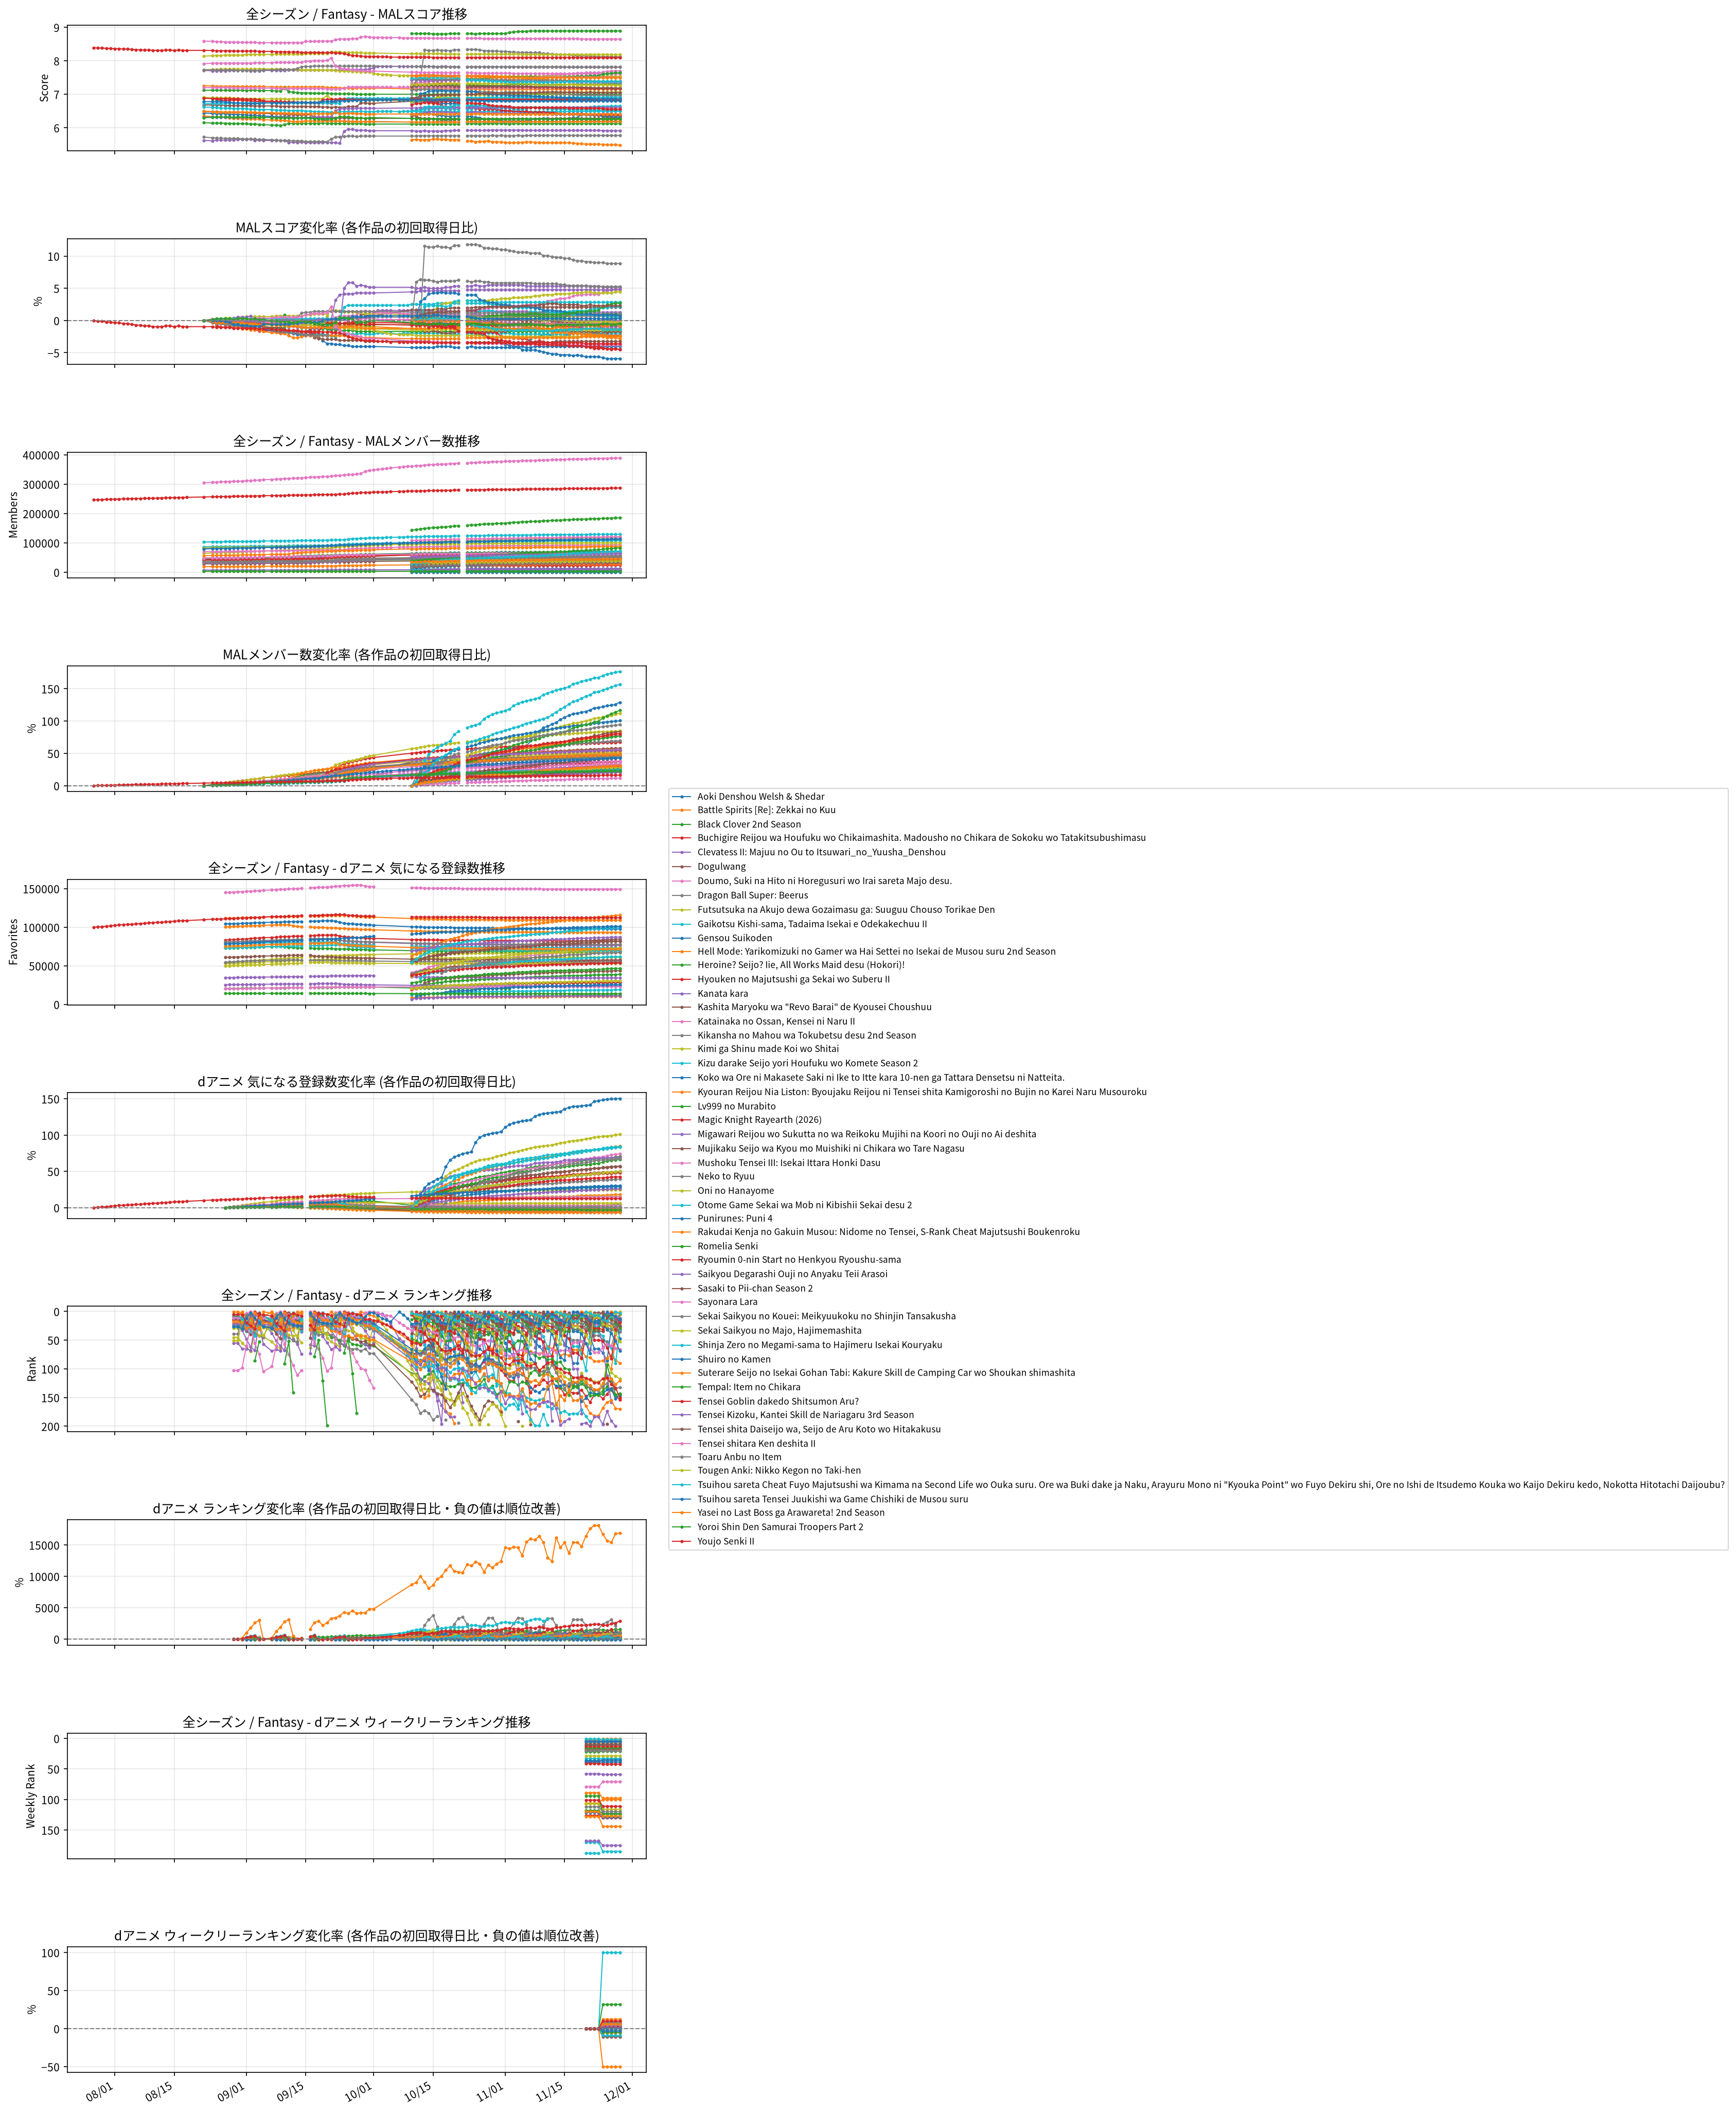 全シーズン / Fantasy - MALスコア推移
9
8
7
6
Score
MALスコア変化率 (各作品の初回取得日比)
10
5
0
−5
%
全シーズン / Fantasy - MALメンバー数推移
400000
300000
200000
100000
0
Members
MALメンバー数変化率 (各作品の初回取得日比)
150
100
50
0
%
全シーズン / Fantasy - dアニメ 気になる登録数推移
150000
100000
50000
0
Favorites
dアニメ 気になる登録数変化率 (各作品の初回取得日比)
150
100
50
0
%
全シーズン / Fantasy - dアニメ ランキング推移
0
50
100
150
200
Rank
dアニメ ランキング変化率 (各作品の初回取得日比・負の値は順位改善)
15000
10000
5000
0
%
全シーズン / Fantasy - dアニメ ウィークリーランキング推移
0
50
100
150
Weekly Rank
dアニメ ウィークリーランキング変化率 (各作品の初回取得日比・負の値は順位改善)
100
50
0
−50
%
08/01
08/15
09/01
09/15
10/01
10/15
11/01
11/15
12/01
Aoki Denshou Welsh & Shedar
Battle Spirits [Re]: Zekkai no Kuu
Black Clover 2nd Season
Buchigire Reijou wa Houfuku wo Chikaimashita. Madousho no Chikara de Sokoku wo Tatakitsubushimasu
Clevatess II: Majuu no Ou to Itsuwari_no_Yuusha_Denshou
Dogulwang
Doumo, Suki na Hito ni Horegusuri wo Irai sareta Majo desu.
Dragon Ball Super: Beerus
Futsutsuka na Akujo dewa Gozaimasu ga: Suuguu Chouso Torikae Den
Gaikotsu Kishi-sama, Tadaima Isekai e Odekakechuu II
Gensou Suikoden
Hell Mode: Yarikomizuki no Gamer wa Hai Settei no Isekai de Musou suru 2nd Season
Heroine? Seijo? Iie, All Works Maid desu (Hokori)!
Hyouken no Majutsushi ga Sekai wo Suberu II
Kanata kara
Kashita Maryoku wa "Revo Barai" de Kyousei Choushuu
Katainaka no Ossan, Kensei ni Naru II
Kikansha no Mahou wa Tokubetsu desu 2nd Season
Kimi ga Shinu made Koi wo Shitai
Kizu darake Seijo yori Houfuku wo Komete Season 2
Koko wa Ore ni Makasete Saki ni Ike to Itte kara 10-nen ga Tattara Densetsu ni Natteita.
Kyouran Reijou Nia Liston: Byoujaku Reijou ni Tensei shita Kamigoroshi no Bujin no Karei Naru Musouroku
Lv999 no Murabito
Magic Knight Rayearth (2026)
Migawari Reijou wo Sukutta no wa Reikoku Mujihi na Koori no Ouji no Ai deshita
Mujikaku Seijo wa Kyou mo Muishiki ni Chikara wo Tare Nagasu
Mushoku Tensei III: Isekai Ittara Honki Dasu
Neko to Ryuu
Oni no Hanayome
Otome Game Sekai wa Mob ni Kibishii Sekai desu 2
Punirunes: Puni 4
Rakudai Kenja no Gakuin Musou: Nidome no Tensei, S-Rank Cheat Majutsushi Boukenroku
Romelia Senki
Ryoumin 0-nin Start no Henkyou Ryoushu-sama
Saikyou Degarashi Ouji no Anyaku Teii Arasoi
Sasaki to Pii-chan Season 2
Sayonara Lara
Sekai Saikyou no Kouei: Meikyuukoku no Shinjin Tansakusha
Sekai Saikyou no Majo, Hajimemashita
Shinja Zero no Megami-sama to Hajimeru Isekai Kouryaku
Shuiro no Kamen
Suterare Seijo no Isekai Gohan Tabi: Kakure Skill de Camping Car wo Shoukan shimashita
Tempal: Item no Chikara
Tensei Goblin dakedo Shitsumon Aru?
Tensei Kizoku, Kantei Skill de Nariagaru 3rd Season
Tensei shita Daiseijo wa, Seijo de Aru Koto wo Hitakakusu
Tensei shitara Ken deshita II
Toaru Anbu no Item
Tougen Anki: Nikko Kegon no Taki-hen
Tsuihou sareta Cheat Fuyo Majutsushi wa Kimama na Second Life wo Ouka suru. Ore wa Buki dake ja Naku, Arayuru Mono ni "Kyouka Point" wo Fuyo Dekiru shi, Ore no Ishi de Itsudemo Kouka wo Kaijo Dekiru kedo, Nokotta Hitotachi Daijoubu?
Tsuihou sareta Tensei Juukishi wa Game Chishiki de Musou suru
Yasei no Last Boss ga Arawareta! 2nd Season
Yoroi Shin Den Samurai Troopers Part 2
Youjo Senki II